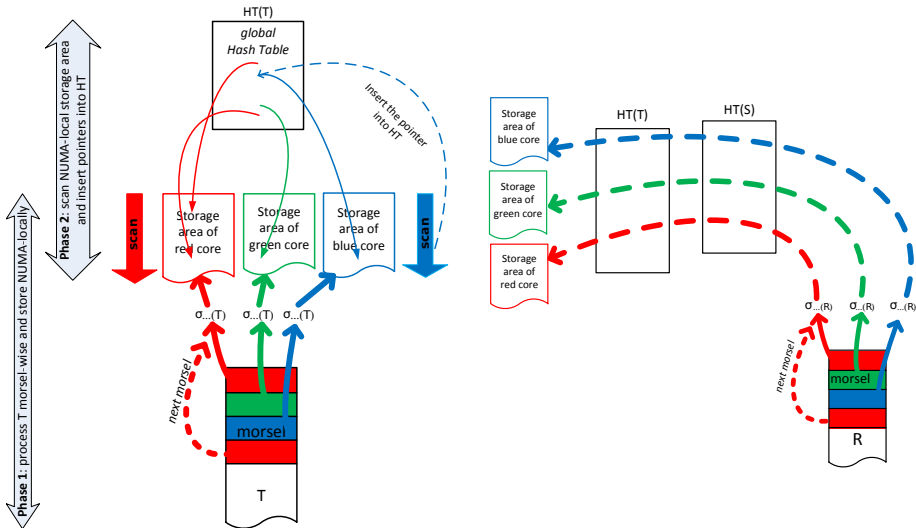 HT(T)
global
Hash Table
Phase 2: scan NUMA-local storage area
and insert pointers into HT
Insert the pointer
into HT
Phase 1: process T morsel-wise and store NUMA-locally
scan
Storage
area of
red core
Storage
area of
green core
Storage
area of
blue core
scan
σ...(T)
σ...(T)
σ...(T)
next morsel
morsel
T
HT(T)
HT(S)
Storage
area of
blue core
Storage
area of
green core
Storage
area of
red core
σ...(R)
σ...(R)
σ...(R)
next morsel
morsel
R